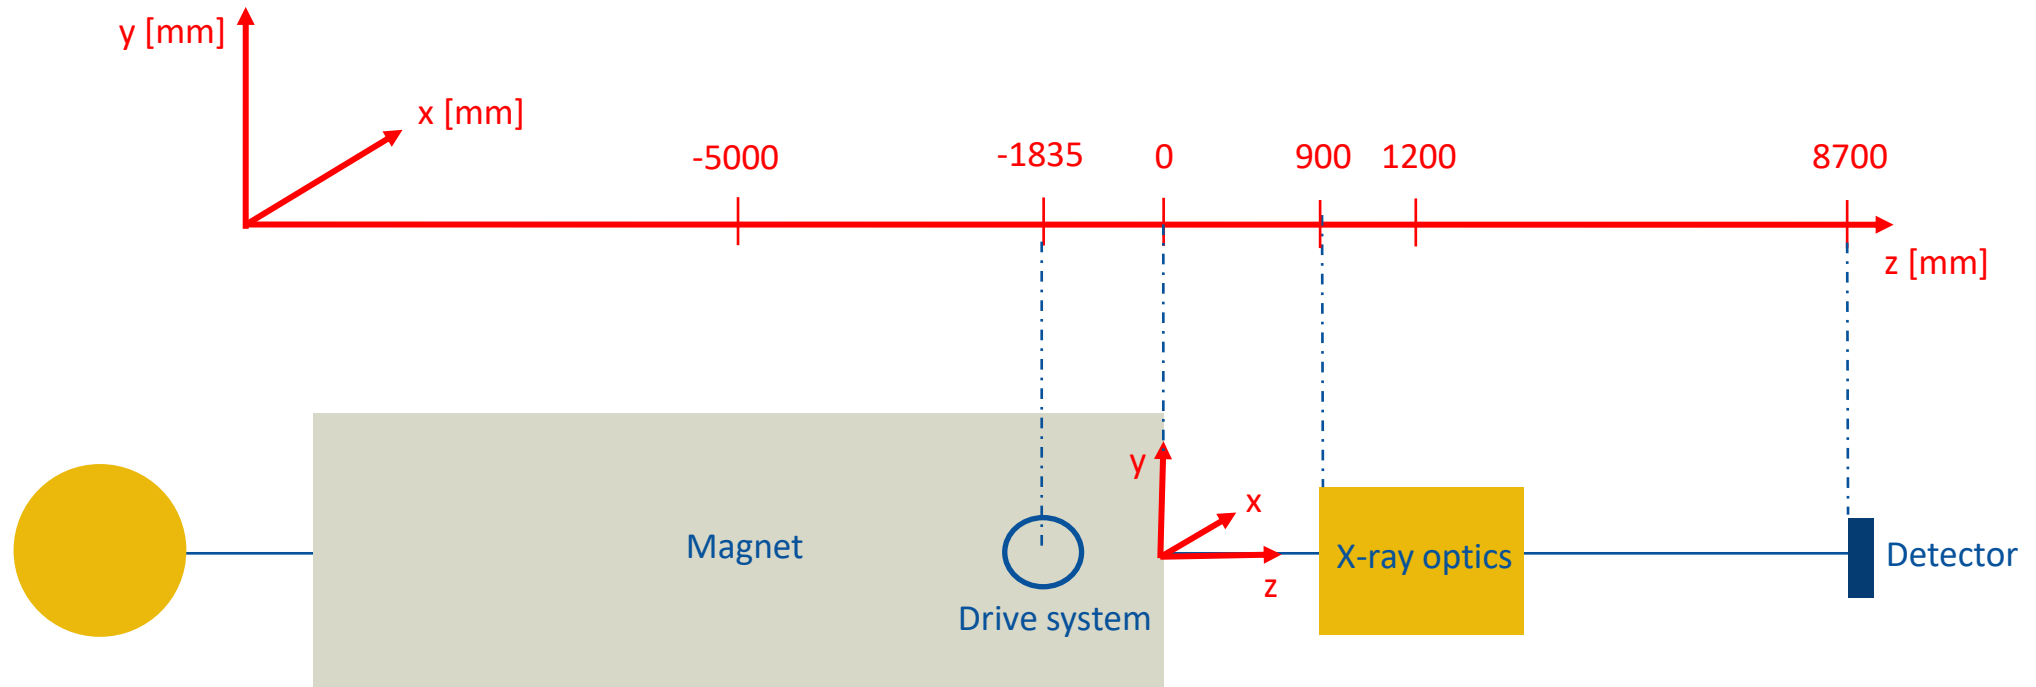 y [mm]
x [mm]
-5000
-1835
0
900
1200
8700
z [mm]
y
x
Magnet
X-ray optics
Detector
z
Drive system